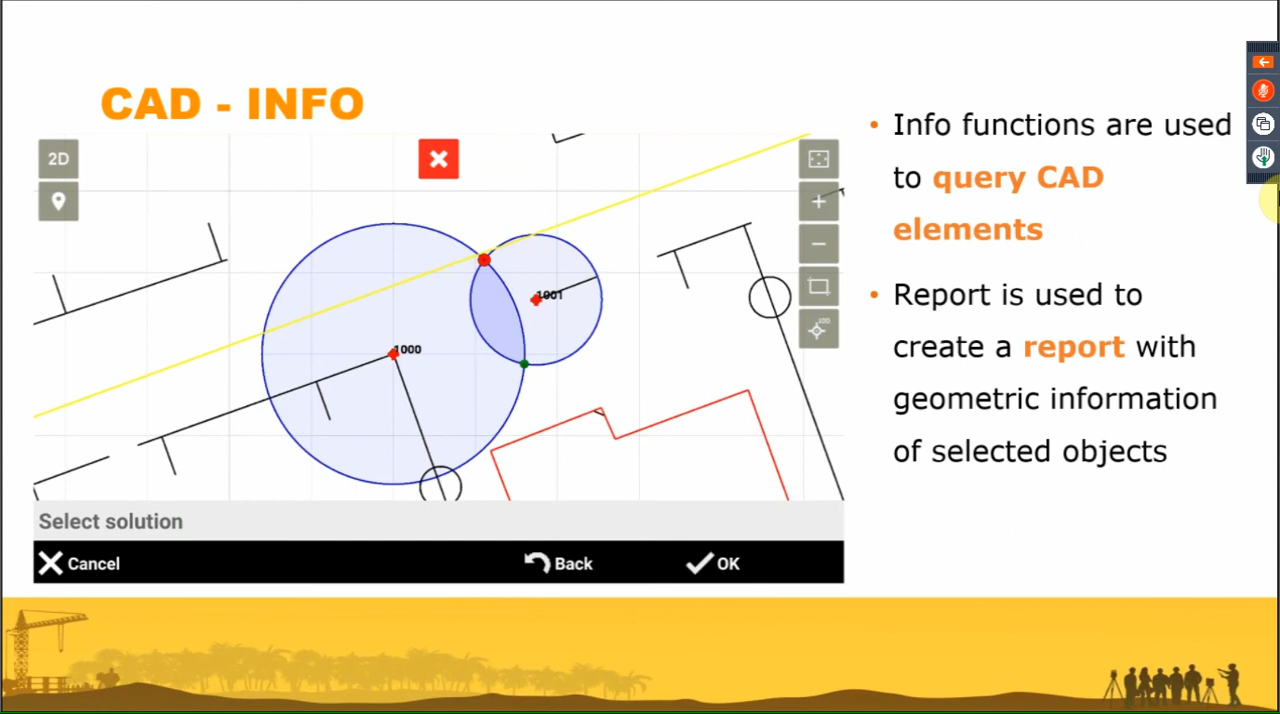 CAD - INFO
2D
1000
1001
100
Select solution
Cancel
Back
OK
• Info functions are used
to query CAD
elements
• Report is used to
create a report with
geometric information
of selected objects